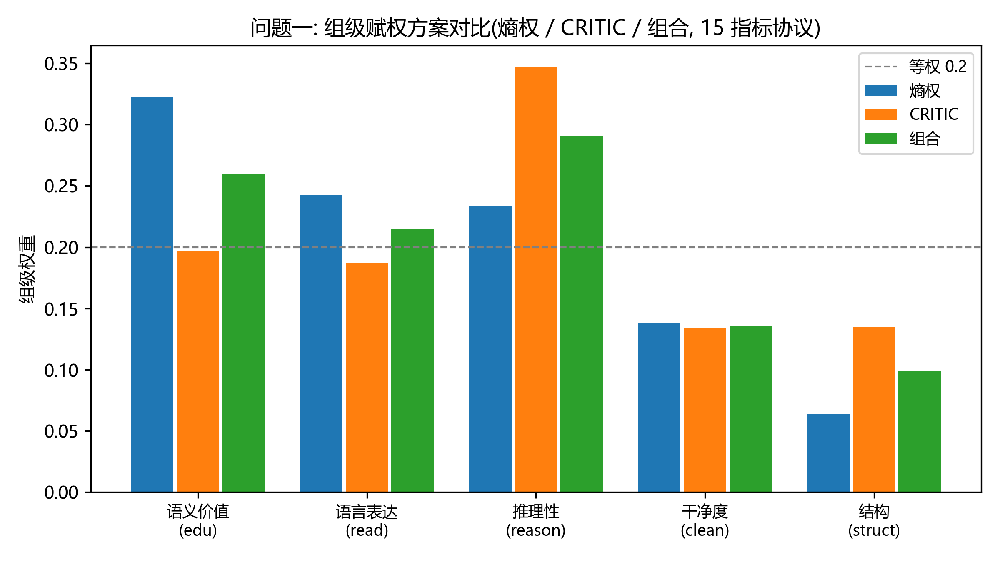 问题一: 组级赋权方案对比(熵权 / CRITIC / 组合, 15 指标协议)
等权 0.2
熵权
CRITIC
组合
组级权重
0.35
0.30
0.25
0.20
0.15
0.10
0.05
0.00
语义价值
(edu)
语言表达
(read)
推理性
(reason)
干净度
(clean)
结构
(struct)